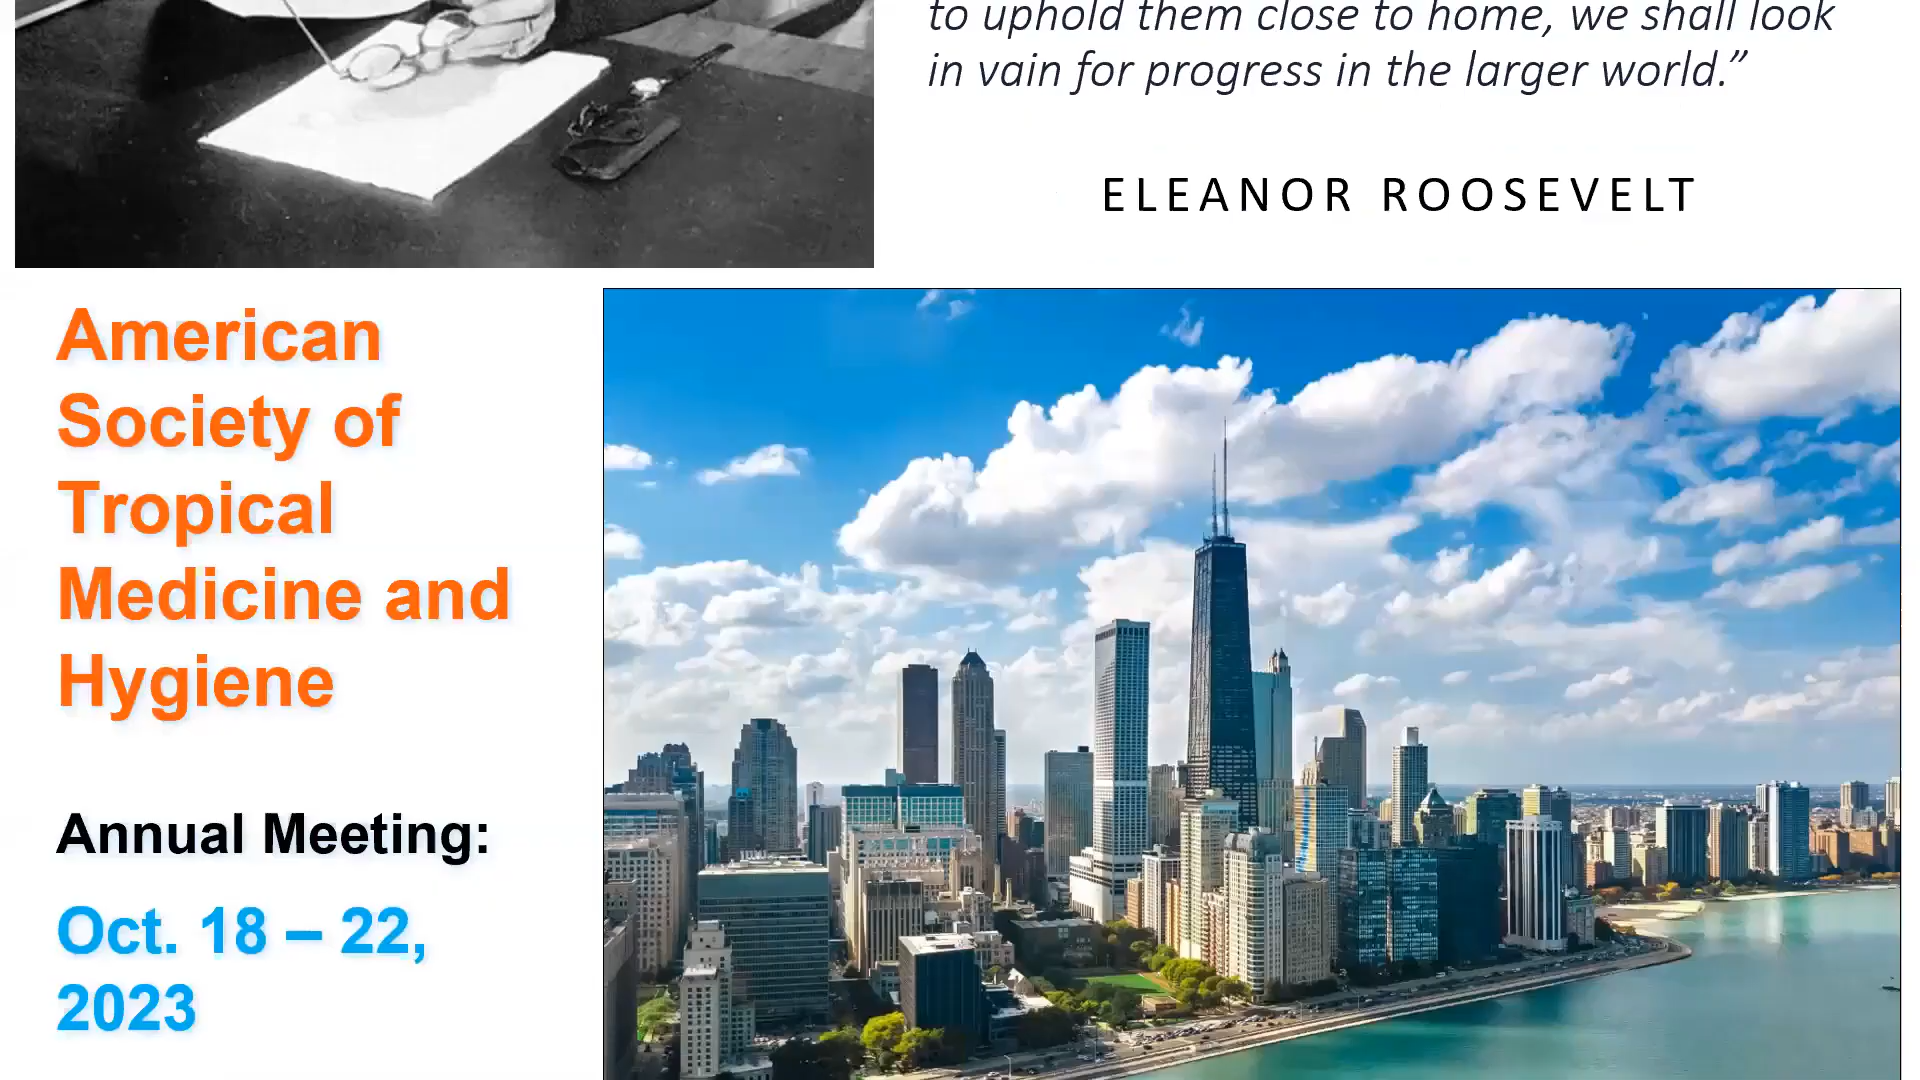 to uphold them close to home, we shall look
in vain for progress in the larger world.”
ELEANOR ROOSEVELT
American
Society of
Tropical
Medicine and
Hygiene
Annual Meeting:
Oct. 18 – 22,
2023